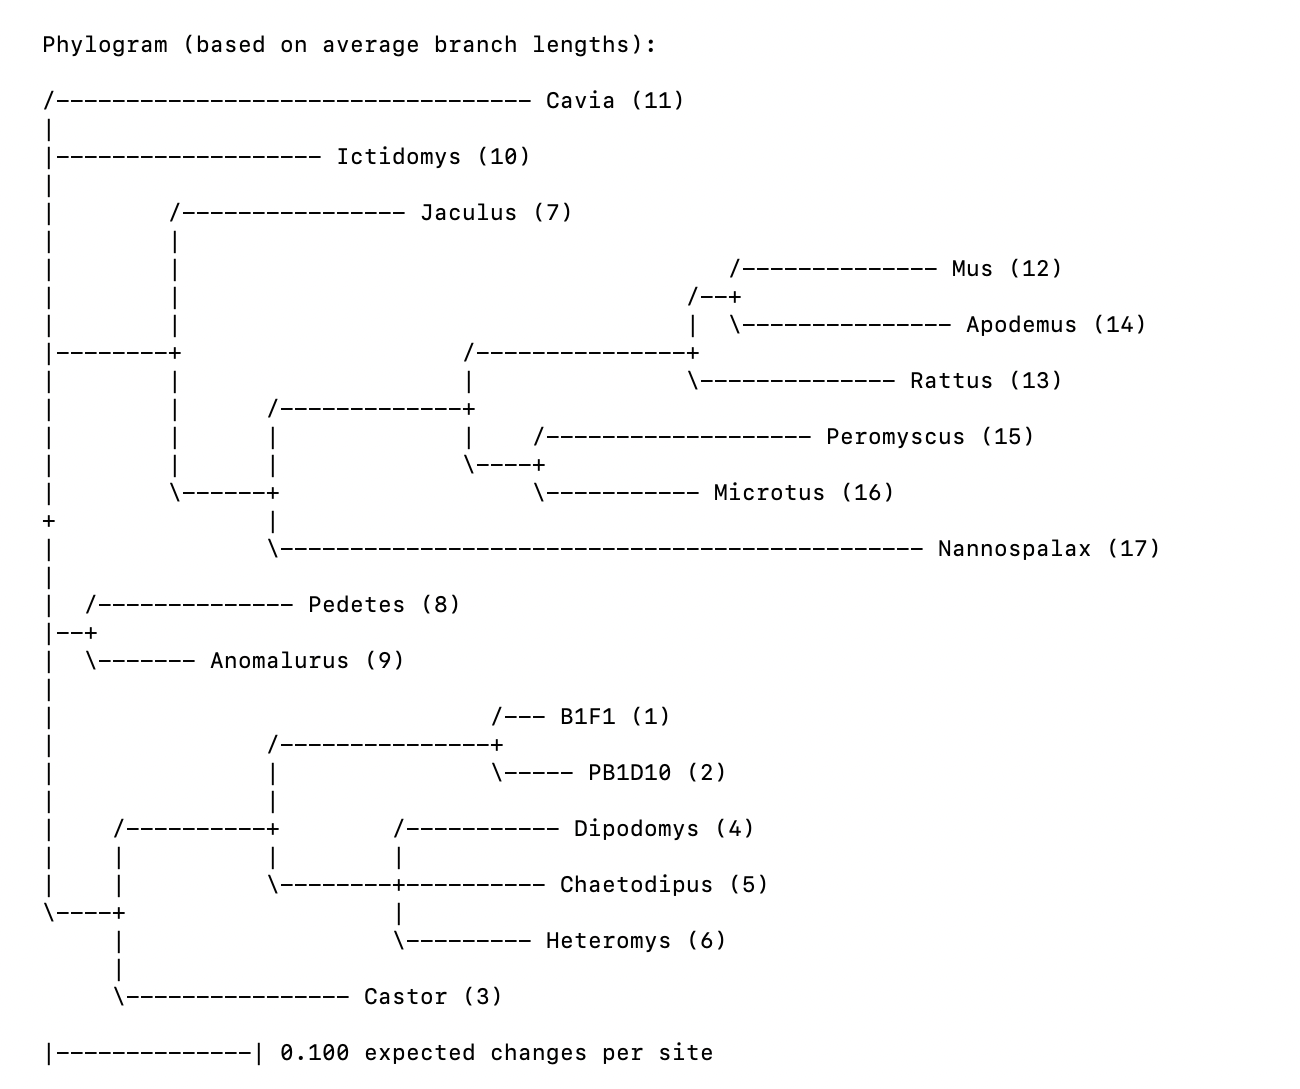 Phylogram (based on average branch lengths):
Cavia (11)
Ictidomys (10)
Jaculus (7)
Mus (12)
Apodemus (14)
Rattus (13)
Peromyscus (15)
Microtus (16)
Nannospalax (17)
Pedetes (8)
Anomalurus (9)
B1F1 (1)
PB1D10 (2)
Dipodomys (4)
Chaetodipus (5)
Heteromys (6)
Castor (3)
|--------------| 0.100 expected changes per site